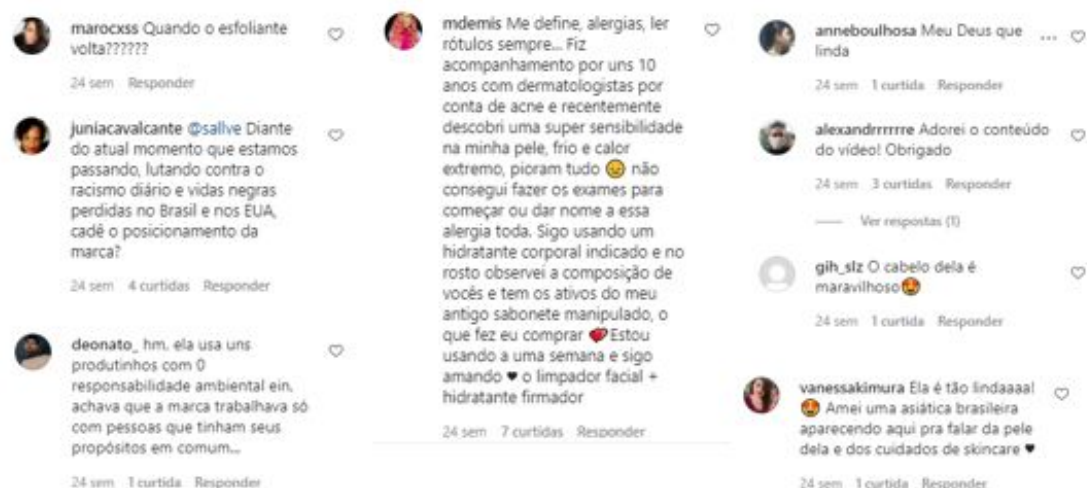 marocxss Quando o esfoliante
volta??????
24 sem Responder
juniacavalcante @sallve Diante
do atual momento que estamos
passando, lutando contra o
racismo diário e vidas negras
perdidas no Brasil e nos EUA,
cadê o posicionamento da
marca?
24 sem 4 curtidas Responder
deonato_ hm, ela usa uns
produtinhos com 0
responsabilidade ambiental ein,
achava que a marca trabalhava só
com pessoas que tinham seus
propósitos em comum...
24 sem 1 curtida Responder
mdemis Me define, alergias, ler
rótulos sempre... Fiz
acompanhamento por uns 10
anos com dermatologistas por
conta de acne e recentemente
descobri uma super sensibilidade
na minha pele, frio e calor
extremo, pioram tudo 😖 não
consegui fazer os exames para
começar ou dar nome a essa
alergia toda. Sigo usando um
hidratante corporal indicado e no
rosto observei a composição de
vocês e tem os ativos do meu
antigo sabonete manipulado, o
que fez eu comprar 💕Estou
usando a uma semana e sigo
amando ♥ o limpador facial +
hidratante firmador
24 sem 7 curtidas Responder
anneboulhosa Meu Deus que
linda
24 sem 1 curtida Responder
alexandrrrrrre Adorei o conteúdo
do vídeo! Obrigado
24 sem 3 curtidas Responder
Ver respostas (1)
gih_slz O cabelo dela é
maravilhoso😍
24 sem 1 curtida Responder
vanessakimura Ela é tão lindaaaa!
😍 Amei uma asiática brasileira
aparecendo aqui pra falar da pele
dela e dos cuidados de skincare ♥
24 sem 1 curtida Responder